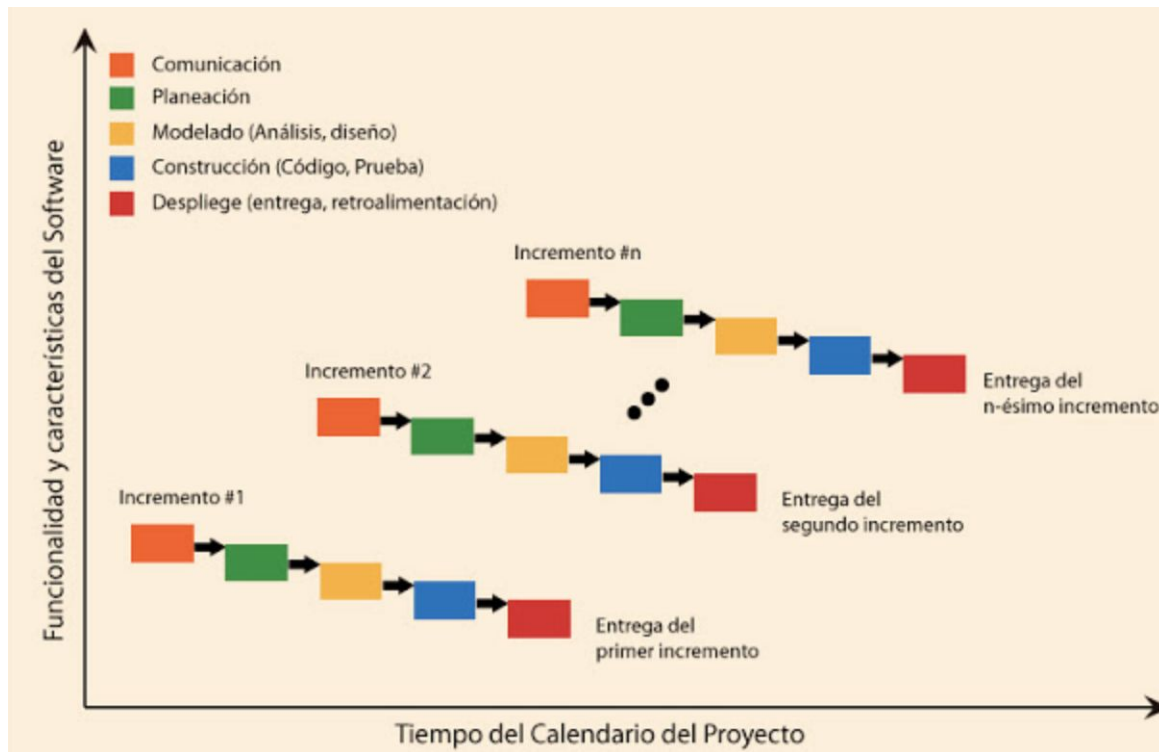 Comunicación
Planeación
Modelado (Análisis, diseño)
Construcción (Código, Prueba)
Despliege (entrega, retroalimentación)
Funcionalidad y características del Software
Incremento #n
Entrega del
n-ésimo incremento
Incremento #2
Entrega del
segundo incremento
Incremento #1
Entrega del
primer incremento
Tiempo del Calendario del Proyecto